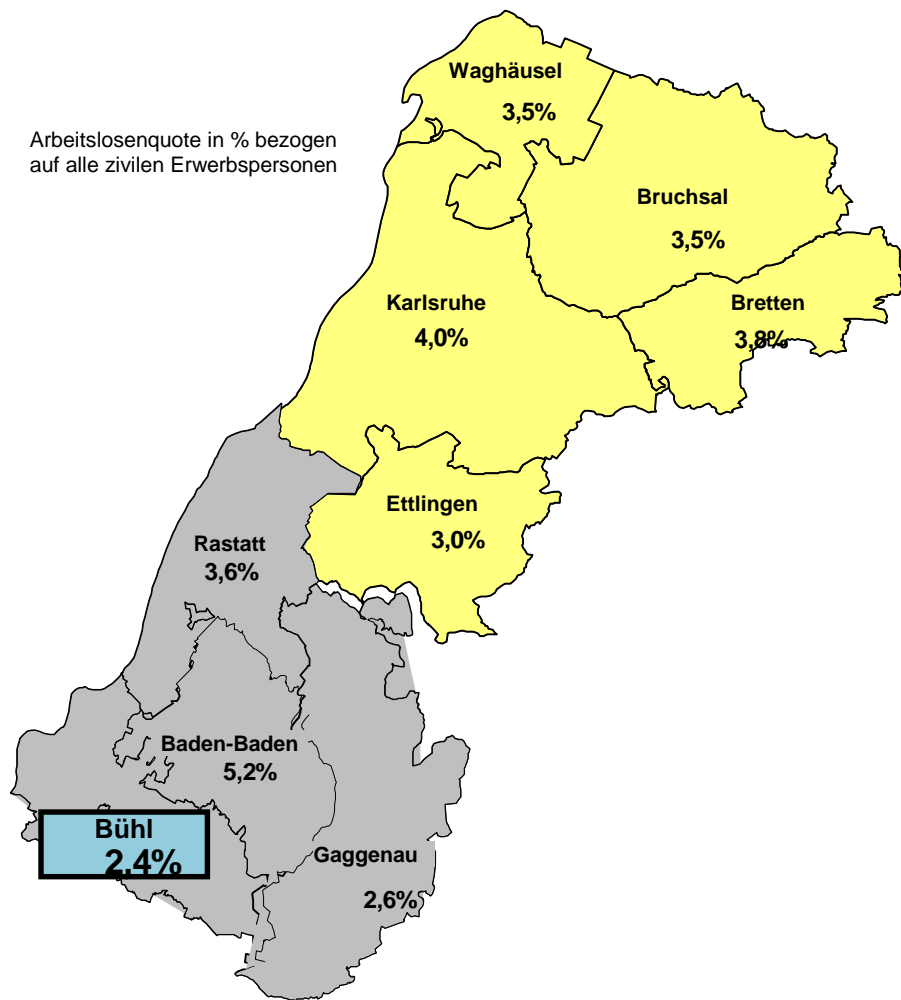 Waghäusel
3,5%
Arbeitslosenquote in % bezogen
auf alle zivilen Erwerbspersonen
Bruchsal
3,5%
Karlsruhe
4,0%
Bretten
3,8%
Ettlingen
3,0%
Rastatt
3,6%
Baden-Baden
5,2%
Bühl
2,4%
Gaggenau
2,6%